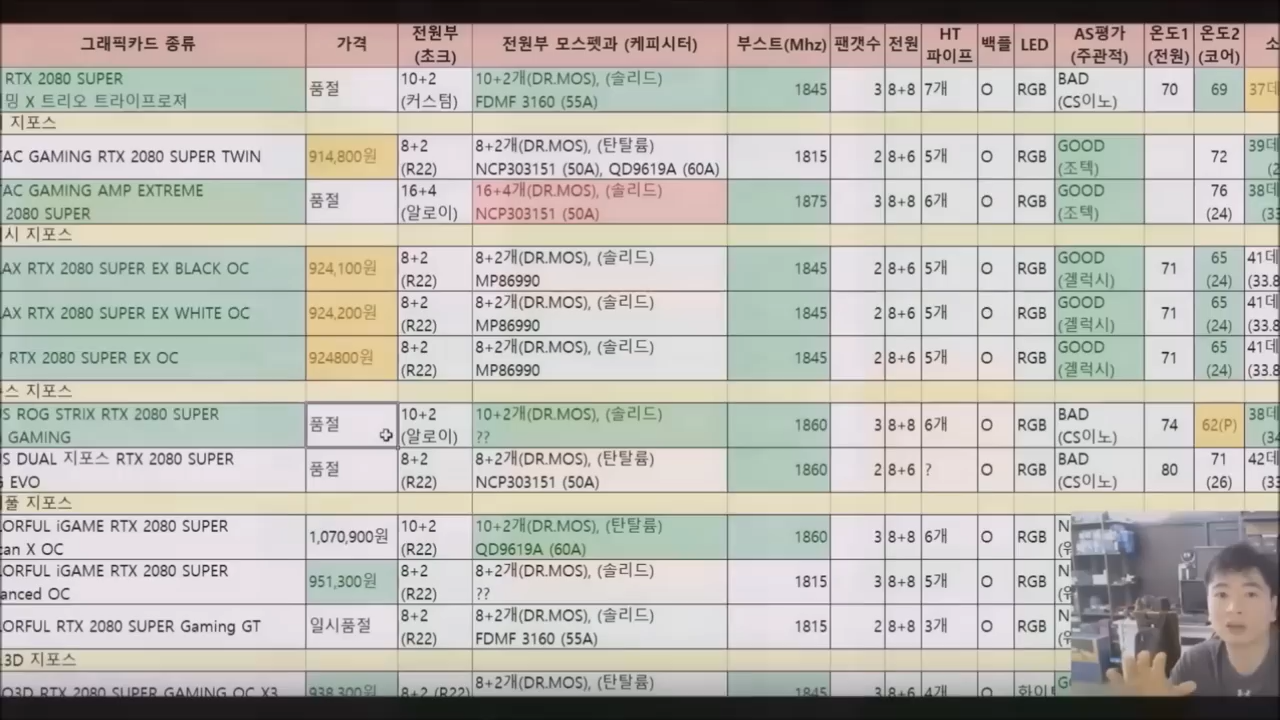 그래픽카드 종류 가격 전원부 (초크) 전원부 모스펫과 (케피시터) 부스트(Mhz) 팬갯수 전원 HT 파이프 백플 LED AS평가 (주관적) 온도1 (전원) 온도2 (코어) 소
RTX 2080 SUPER 품절 10+2 10+2개(DR.MOS), (솔리드) 1845 3 8+8 7개 O RGB BAD 70 69 37데
밍 X 트리오 트라이프로져 (커스텀) FDMF 3160 (55A) (CS이노)
지포스
TAC GAMING RTX 2080 SUPER TWIN 914,800원 8+2 8+2개(DR.MOS), (탄탈륨) 1815 2 8+6 5개 O RGB GOOD 72 39데
(R22) NCP303151 (50A), QD9619A (60A) (조텍)
TAC GAMING AMP EXTREME 품절 16+4 16+4개(DR.MOS), (솔리드) 1875 3 8+8 6개 O RGB GOOD 76 38데
2080 SUPER (알로이) NCP303151 (50A) (조텍) (24)
시 지포스
AX RTX 2080 SUPER EX BLACK OC 924,100원 8+2 8+2개(DR.MOS), (솔리드) 1845 2 8+6 5개 O RGB GOOD 71 65 41데
(R22) MP86990 (겔럭시) (24) (33.8
AX RTX 2080 SUPER EX WHITE OC 924,200원 8+2 8+2개(DR.MOS), (솔리드) 1845 2 8+6 5개 O RGB GOOD 71 65 41데
(R22) MP86990 (겔럭시) (24) (33.8
RTX 2080 SUPER EX OC 924800원 8+2 8+2개(DR.MOS), (솔리드) 1845 2 8+6 5개 O RGB GOOD 71 65 41데
(R22) MP86990 (겔럭시) (24) (33.8
스 지포스
S ROG STRIX RTX 2080 SUPER 품절 10+2 10+2개(DR.MOS), (솔리드) 1860 3 8+8 6개 O RGB BAD 74 62(P) 38데
GAMING (알로이) ?? (CS이노) (34
S DUAL 지포스 RTX 2080 SUPER 품절 8+2 8+2개(DR.MOS), (탄탈륨) 1860 2 8+6 ? O RGB BAD 80 71 42데
EVO (R22) NCP303151 (50A) (CS이노) (26)
풀 지포스
ORFUL iGAME RTX 2080 SUPER 1,070,900원 10+2 10+2개(DR.MOS), (탄탈륨) 1860 3 8+8 6개 O RGB N
an X OC (R22) QD9619A (60A)
ORFUL iGAME RTX 2080 SUPER 951,300원 8+2 8+2개(DR.MOS), (솔리드) 1815 3 8+8 5개 O RGB N
anced OC (R22) ??
ORFUL RTX 2080 SUPER Gaming GT 일시품절 8+2 8+2개(DR.MOS), (솔리드) 1815 2 8+8 3개 O RGB N
(R22) FDMF 3160 (55A)
3D 지포스
O3D RTX 2080 SUPER GAMING OC X3 938,300원 8+2 (R22) 8+2개(DR.MOS), (탄탈륨) 1845 3 8+6 4개 O